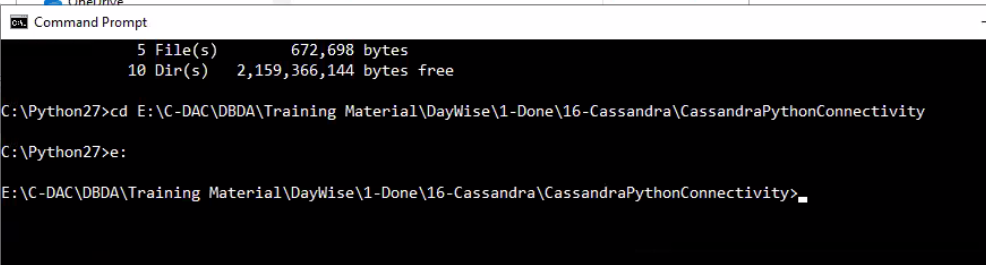 OneDrive
Command Prompt
5 File(s) 672,698 bytes
10 Dir(s) 2,159,366,144 bytes free
C:\Python27>cd E:\C-DAC\DBDA\Training Material\DayWise\1-Done\16-Cassandra\CassandraPythonConnectivity
C:\Python27>e:
E:\C-DAC\DBDA\Training Material\DayWise\1-Done\16-Cassandra\CassandraPythonConnectivity>